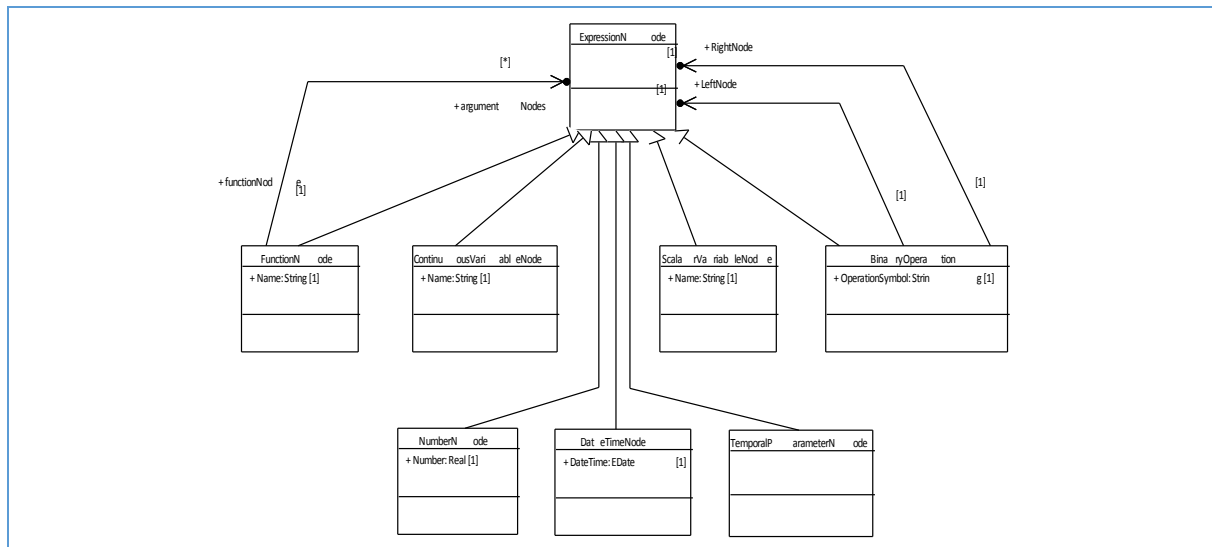 ExpressionN ode
[1]
+ RightNode
[*]
[1]
+ LeftNode
+ argument Nodes
+ functionNod e
[1]
[1]
[1]
FunctionN ode
+ Name: String [1]
Continu ousVari abl eNode
+ Name: String [1]
Scala rVa riab leNod e
+ Name: String [1]
Bina ryOpera tion
+ OperationSymbol: Strin g [1]
NumberN ode
+ Number: Real [1]
Dat eTimeNode
+ DateTime: EDate [1]
TemporalP arameterN ode